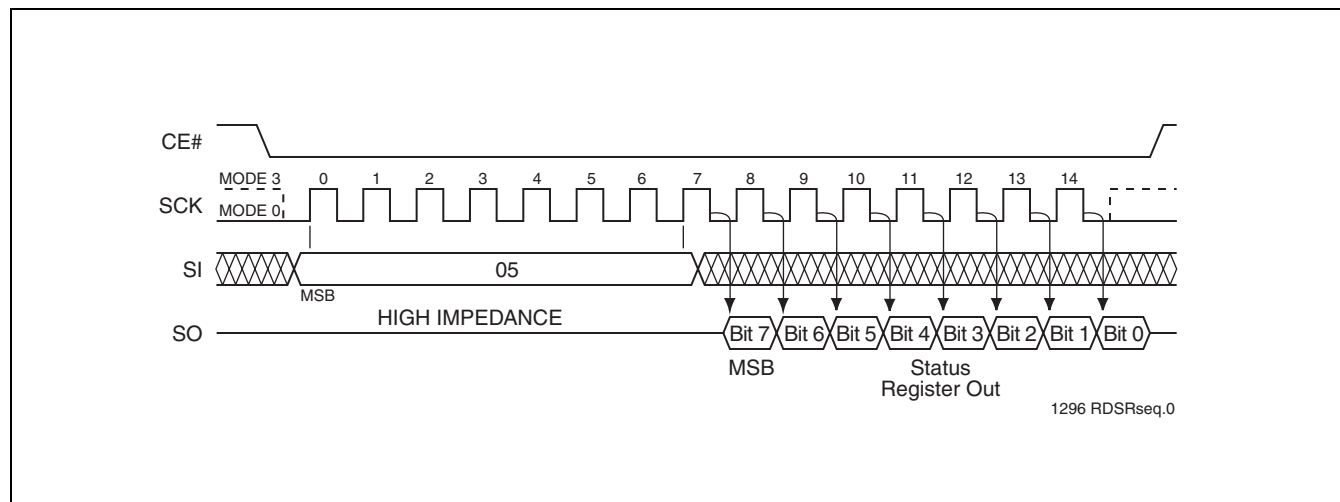 CE#
MODE 3 0 1 2 3 4 5 6 7 8 9 10 11 12 13 14
SCK
MODE 0
SI 05
MSB
HIGH IMPEDANCE
SO Bit 7 Bit 6 Bit 5 Bit 4 Bit 3 Bit 2 Bit 1 Bit 0
MSB Status
Register Out
1296 RDSRseq.0